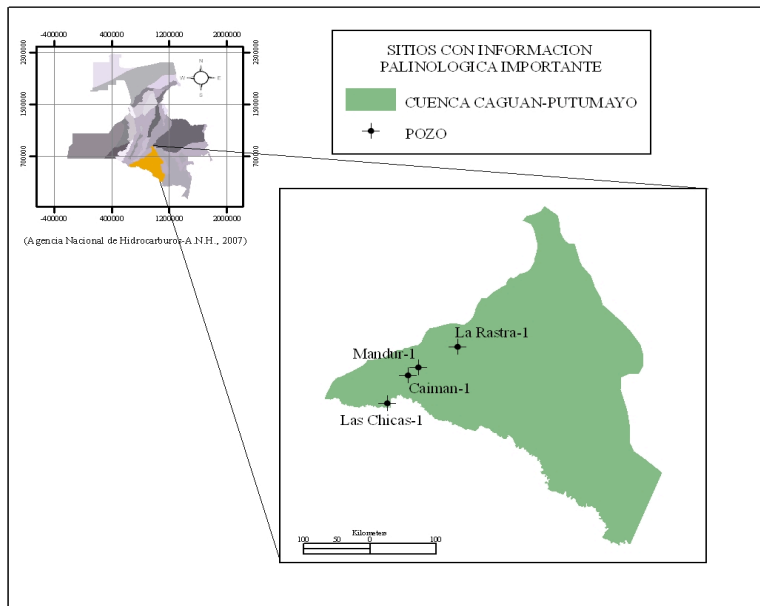 -400000 400000 1200000 2000000
2300000
1500000
700000
2300000
1500000
700000
N
W E
S
-400000 400000 1200000 2000000
(Agencia Nacional de Hidrocarburos-A.N.H., 2007)
SITIOS CON INFORMACION
PALINOLOGICA IMPORTANTE
CUENCA CAGUAN-PUTUMAYO
POZO
La Rastra-1
Mandur-1
Caiman-1
Las Chicas-1
Kilometers
100 50 0 100